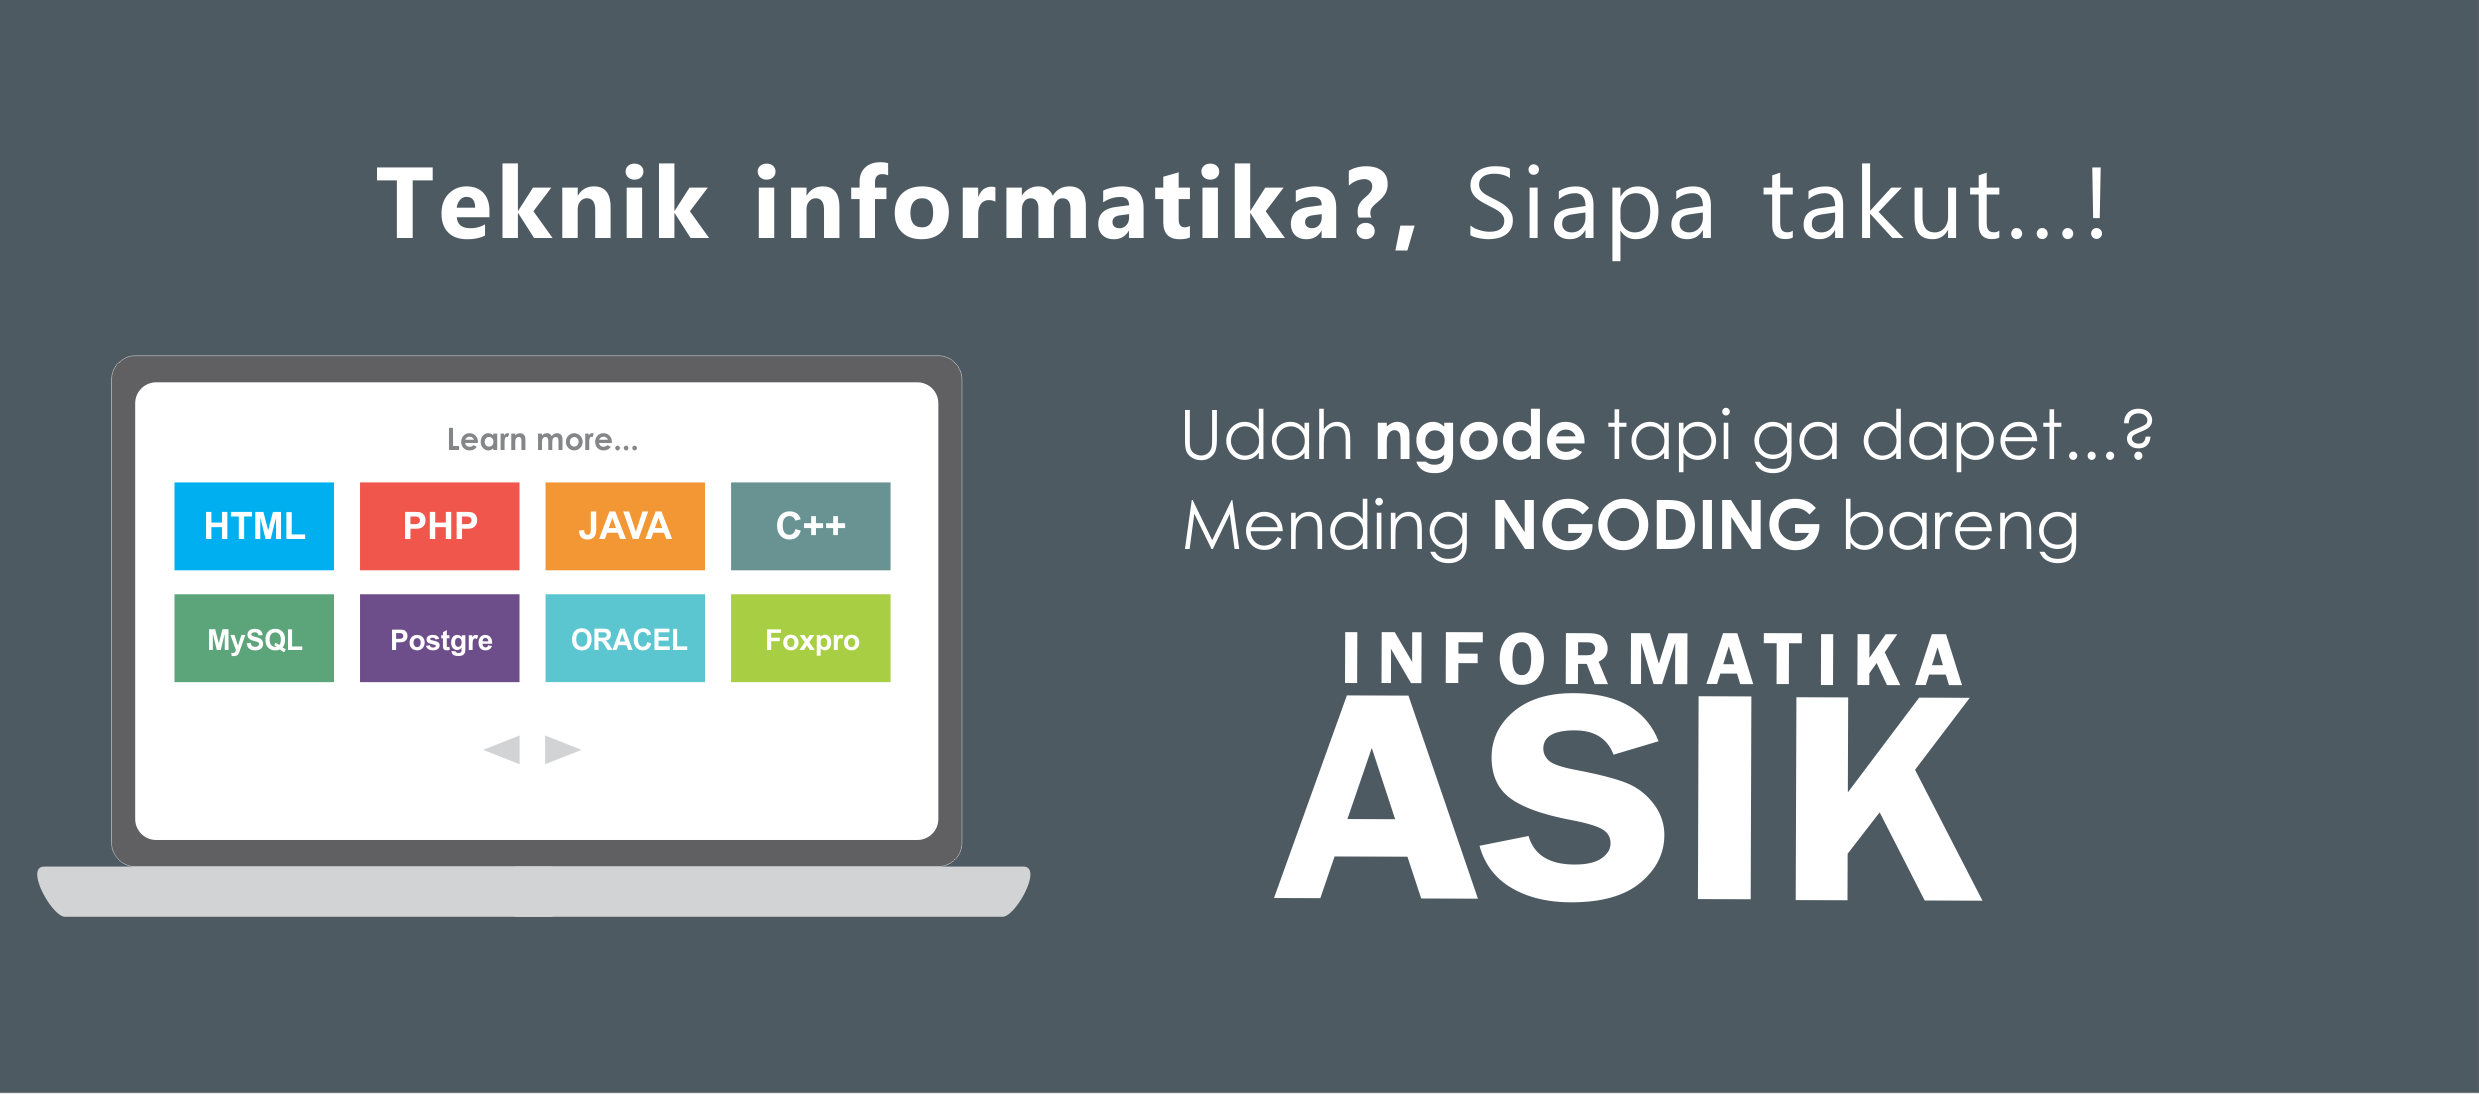 Teknik informatika?, Siapa takut...!
Learn more...
HTML PHP JAVA C++
MySQL Postgre ORACEL Foxpro
Udah ngode tapi ga dapet...?
Mending NGODING bareng
INFORMATIKA
ASIK